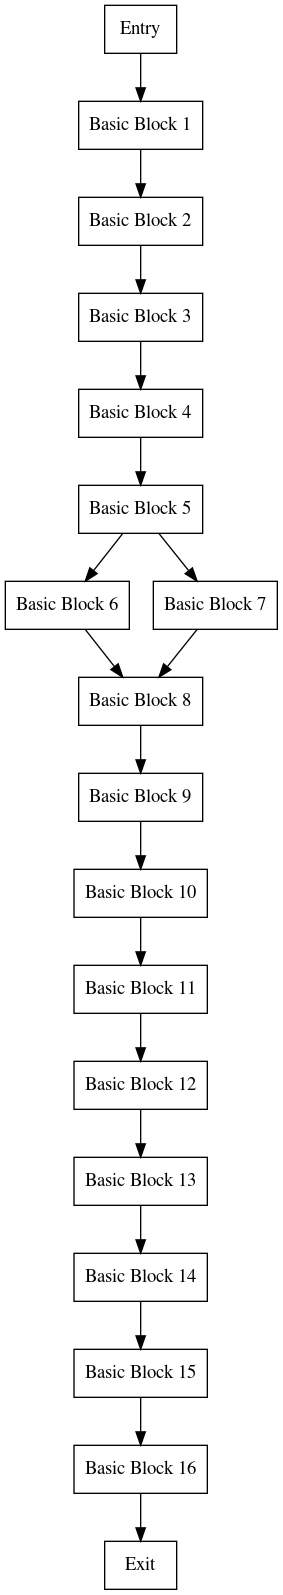 Entry
Basic Block 1
Basic Block 2
Basic Block 3
Basic Block 4
Basic Block 5
Basic Block 6
Basic Block 7
Basic Block 8
Basic Block 9
Basic Block 10
Basic Block 11
Basic Block 12
Basic Block 13
Basic Block 14
Basic Block 15
Basic Block 16
Exit